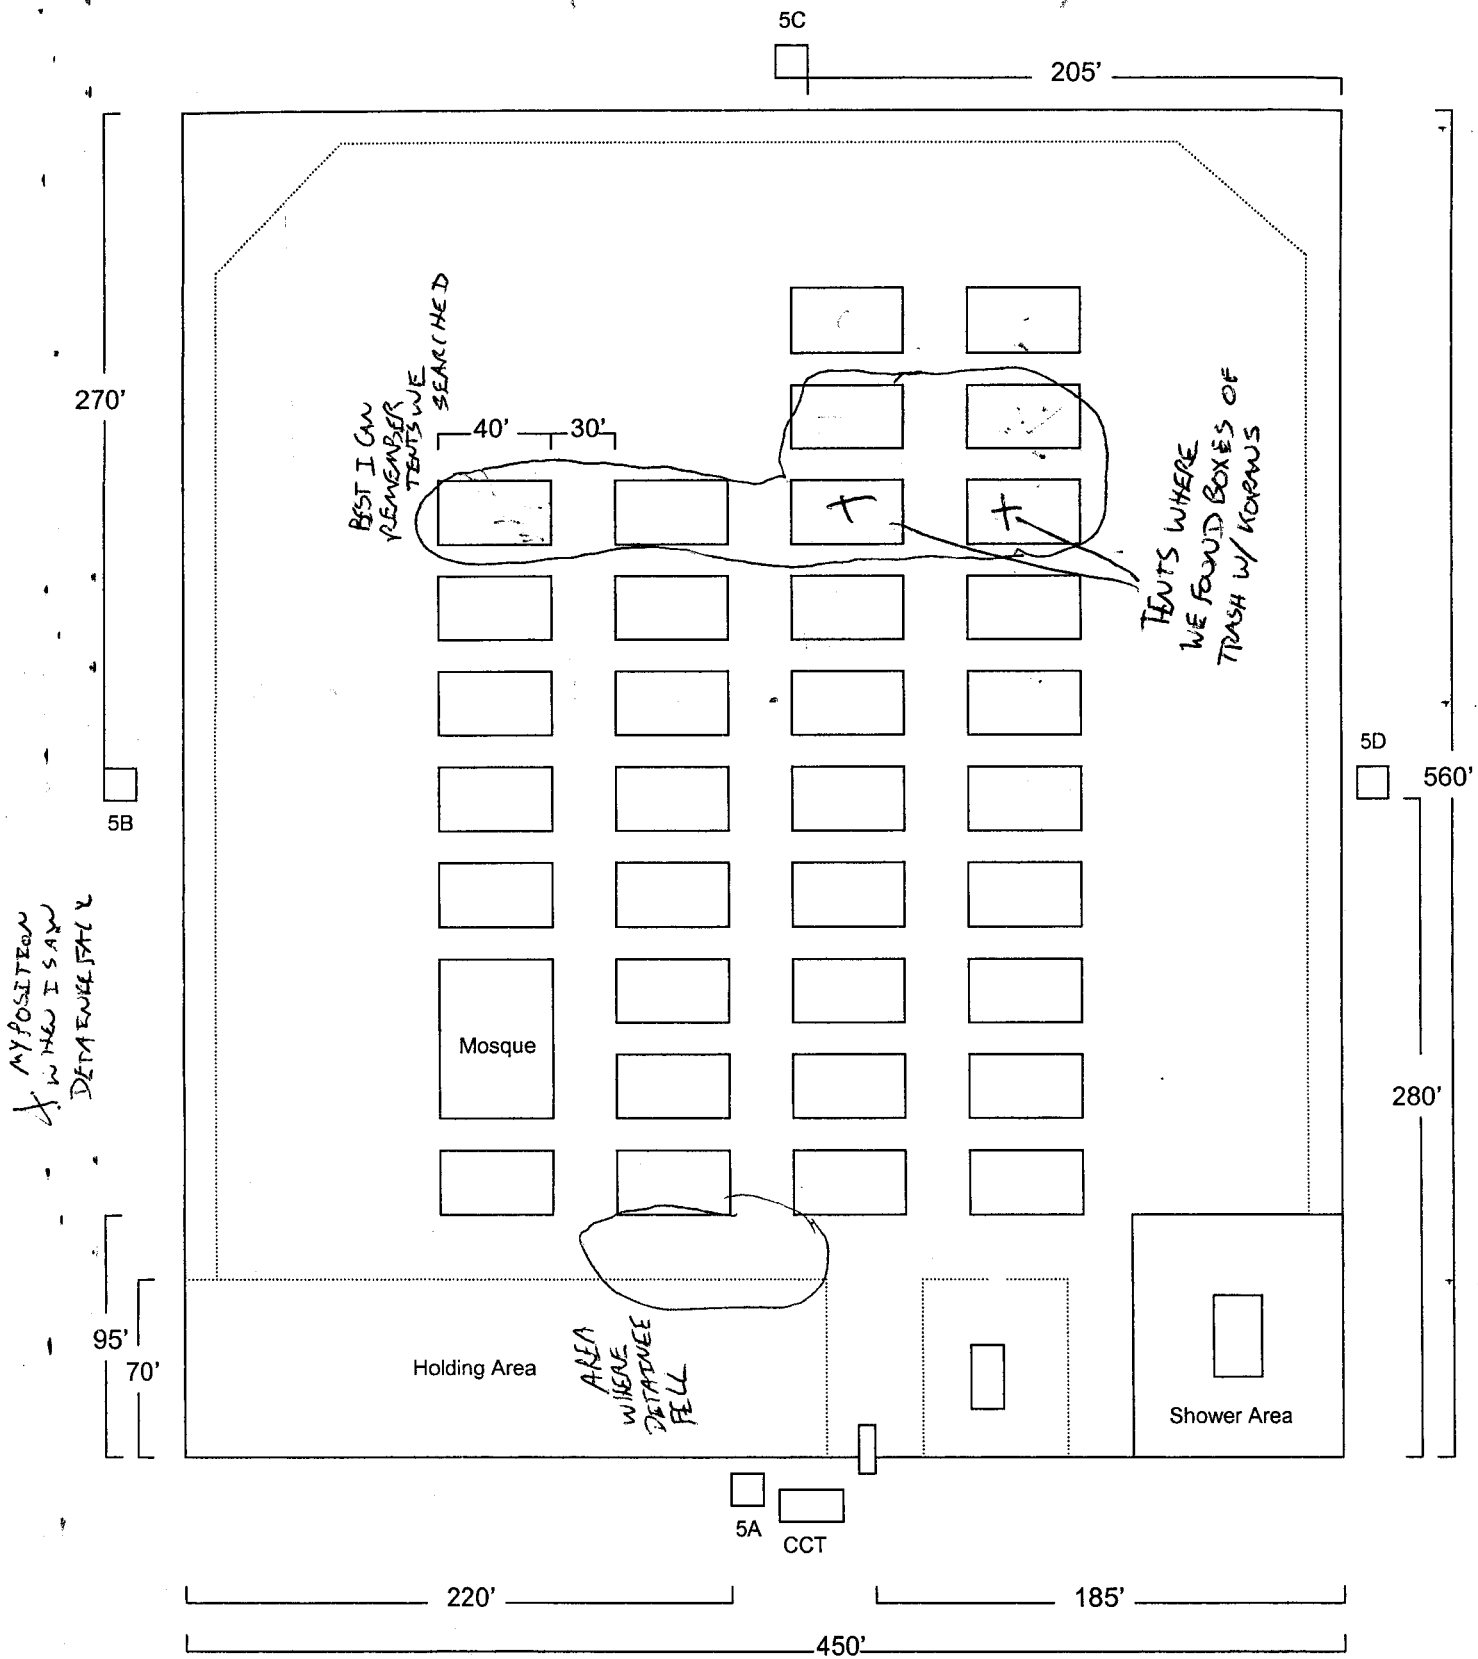 5C
205'
270'
BEST I CAN
REMEMBER
TENTS WE
SEARCHED
40'
30'
TENTS WHERE
WE FOUND BOXES OF
TRASH W/ KORANS
5D
560'
5B
MY POSITION
WHEN I SAW
DETAINEE FALL
Mosque
280'
95'
70'
Holding Area
AREA
WHERE
DETAINEE
FELL
Shower Area
5A
CCT
220'
185'
450'